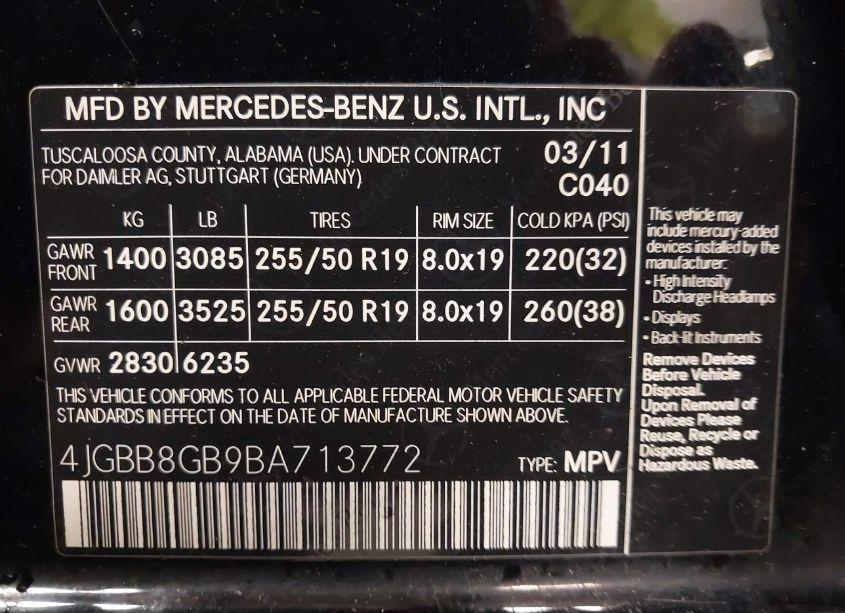 MFD BY MERCEDES-BENZ U.S. INTL., INC
TUSCALOOSA COUNTY, ALABAMA (USA). UNDER CONTRACT
FOR DAIMLER AG, STUTTGART (GERMANY)
03/11
C040
KG LB TIRES RIM SIZE COLD KPA (PSI)
GAWR FRONT 1400 3085 255/50 R19 8.0x19 220(32)
GAWR REAR 1600 3525 255/50 R19 8.0x19 260(38)
GVWR 2830 6235
THIS VEHICLE CONFORMS TO ALL APPLICABLE FEDERAL MOTOR VEHICLE SAFETY
STANDARDS IN EFFECT ON THE DATE OF MANUFACTURE SHOWN ABOVE.
4JGBB8GB9BA713772 TYPE: MPV
This vehicle may
include mercury-added
devices installed by the
manufacturer:
• High Intensity
Discharge Headlamps
• Displays
• Back-lit Instruments
Remove Devices
Before Vehicle
Disposal.
Upon Removal of
Devices Please
Reuse, Recycle or
Dispose as
Hazardous Waste.